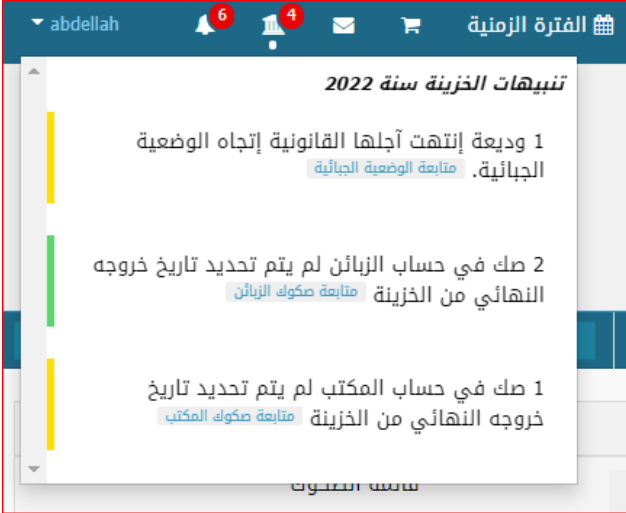 الفترة الزمنية
4
6
abdellah
تنبيهات الخزينة سنة 2022
1 وديعة إنتهت آجلها القانونية إتجاه الوضعية
الجبائية. متابعة الوضعية الجبائية
2 صك في حساب الزبائن لم يتم تحديد تاريخ خروجه
النهائي من الخزينة متابعة صكوك الزبائن
1 صك في حساب المكتب لم يتم تحديد تاريخ
خروجه النهائي من الخزينة متابعة صكوك المكتب